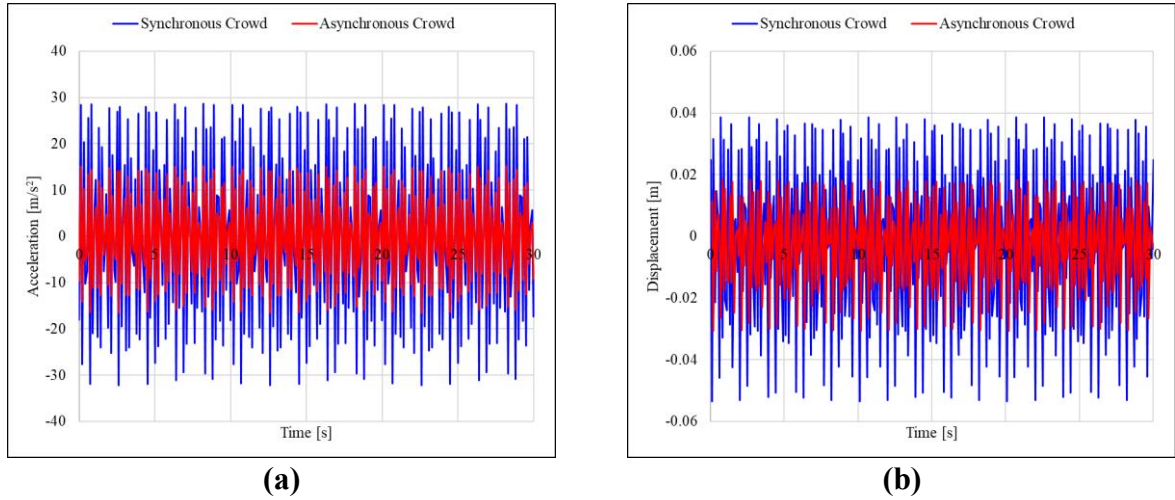 Synchronous Crowd Asynchronous Crowd
40
30
20
10
0
-10
-20
-30
-40
0 5 10 15 20 25 30
Acceleration [m/s²]
Time [s]
(a)
Synchronous Crowd Asynchronous Crowd
0.06
0.04
0.02
0
-0.02
-0.04
-0.06
0 5 10 15 20 25 30
Displacement [m]
Time [s]
(b)